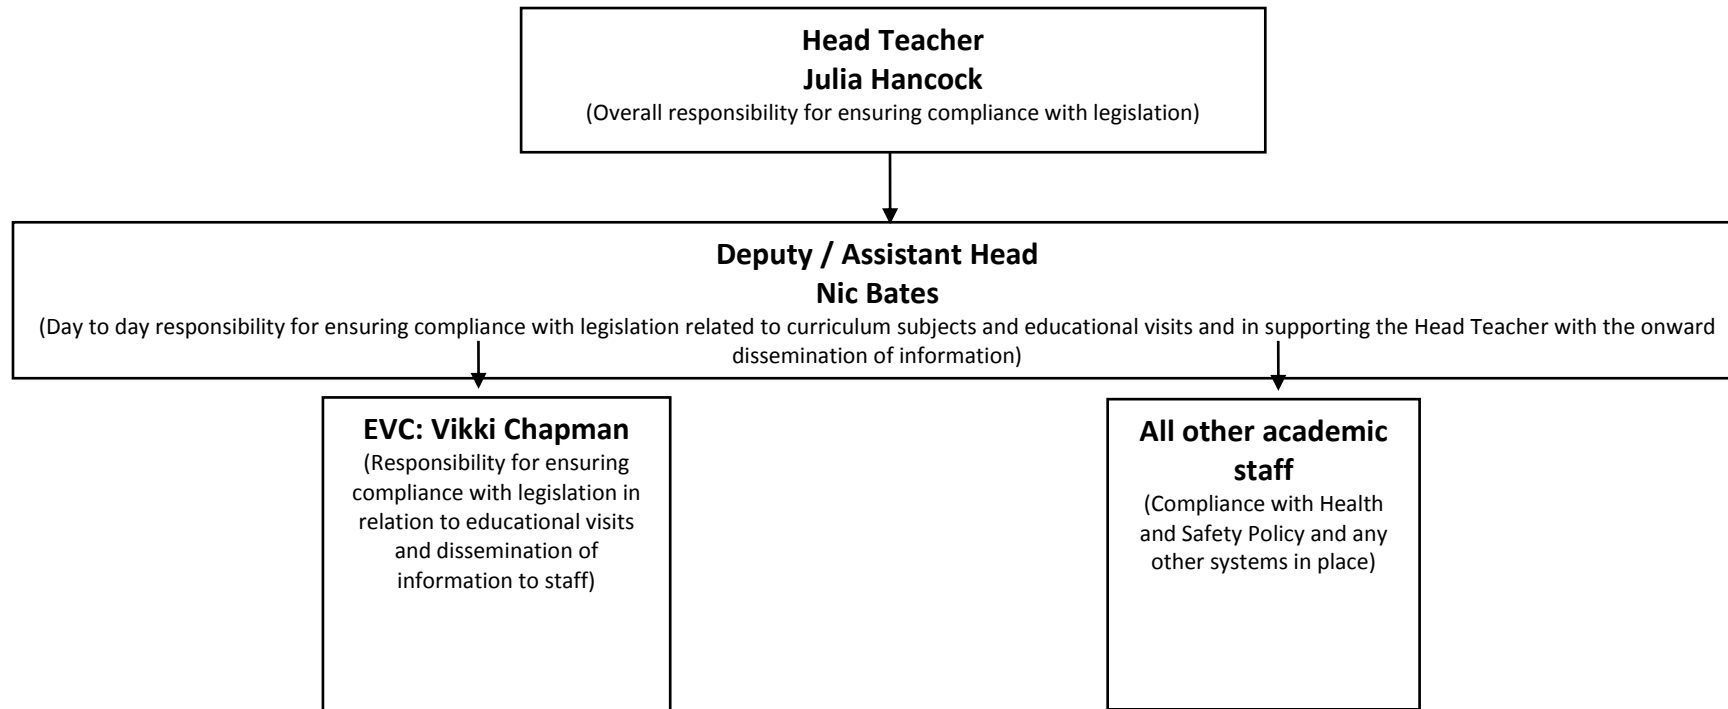 Head Teacher
Julia Hancock
(Overall responsibility for ensuring compliance with legislation)
Deputy / Assistant Head
Nic Bates
(Day to day responsibility for ensuring compliance with legislation related to curriculum subjects and educational visits and in supporting the Head Teacher with the onward
dissemination of information)
EVC: Vikki Chapman
(Responsibility for ensuring
compliance with legislation in
relation to educational visits
and dissemination of
information to staff)
All other academic
staff
(Compliance with Health
and Safety Policy and any
other systems in place)